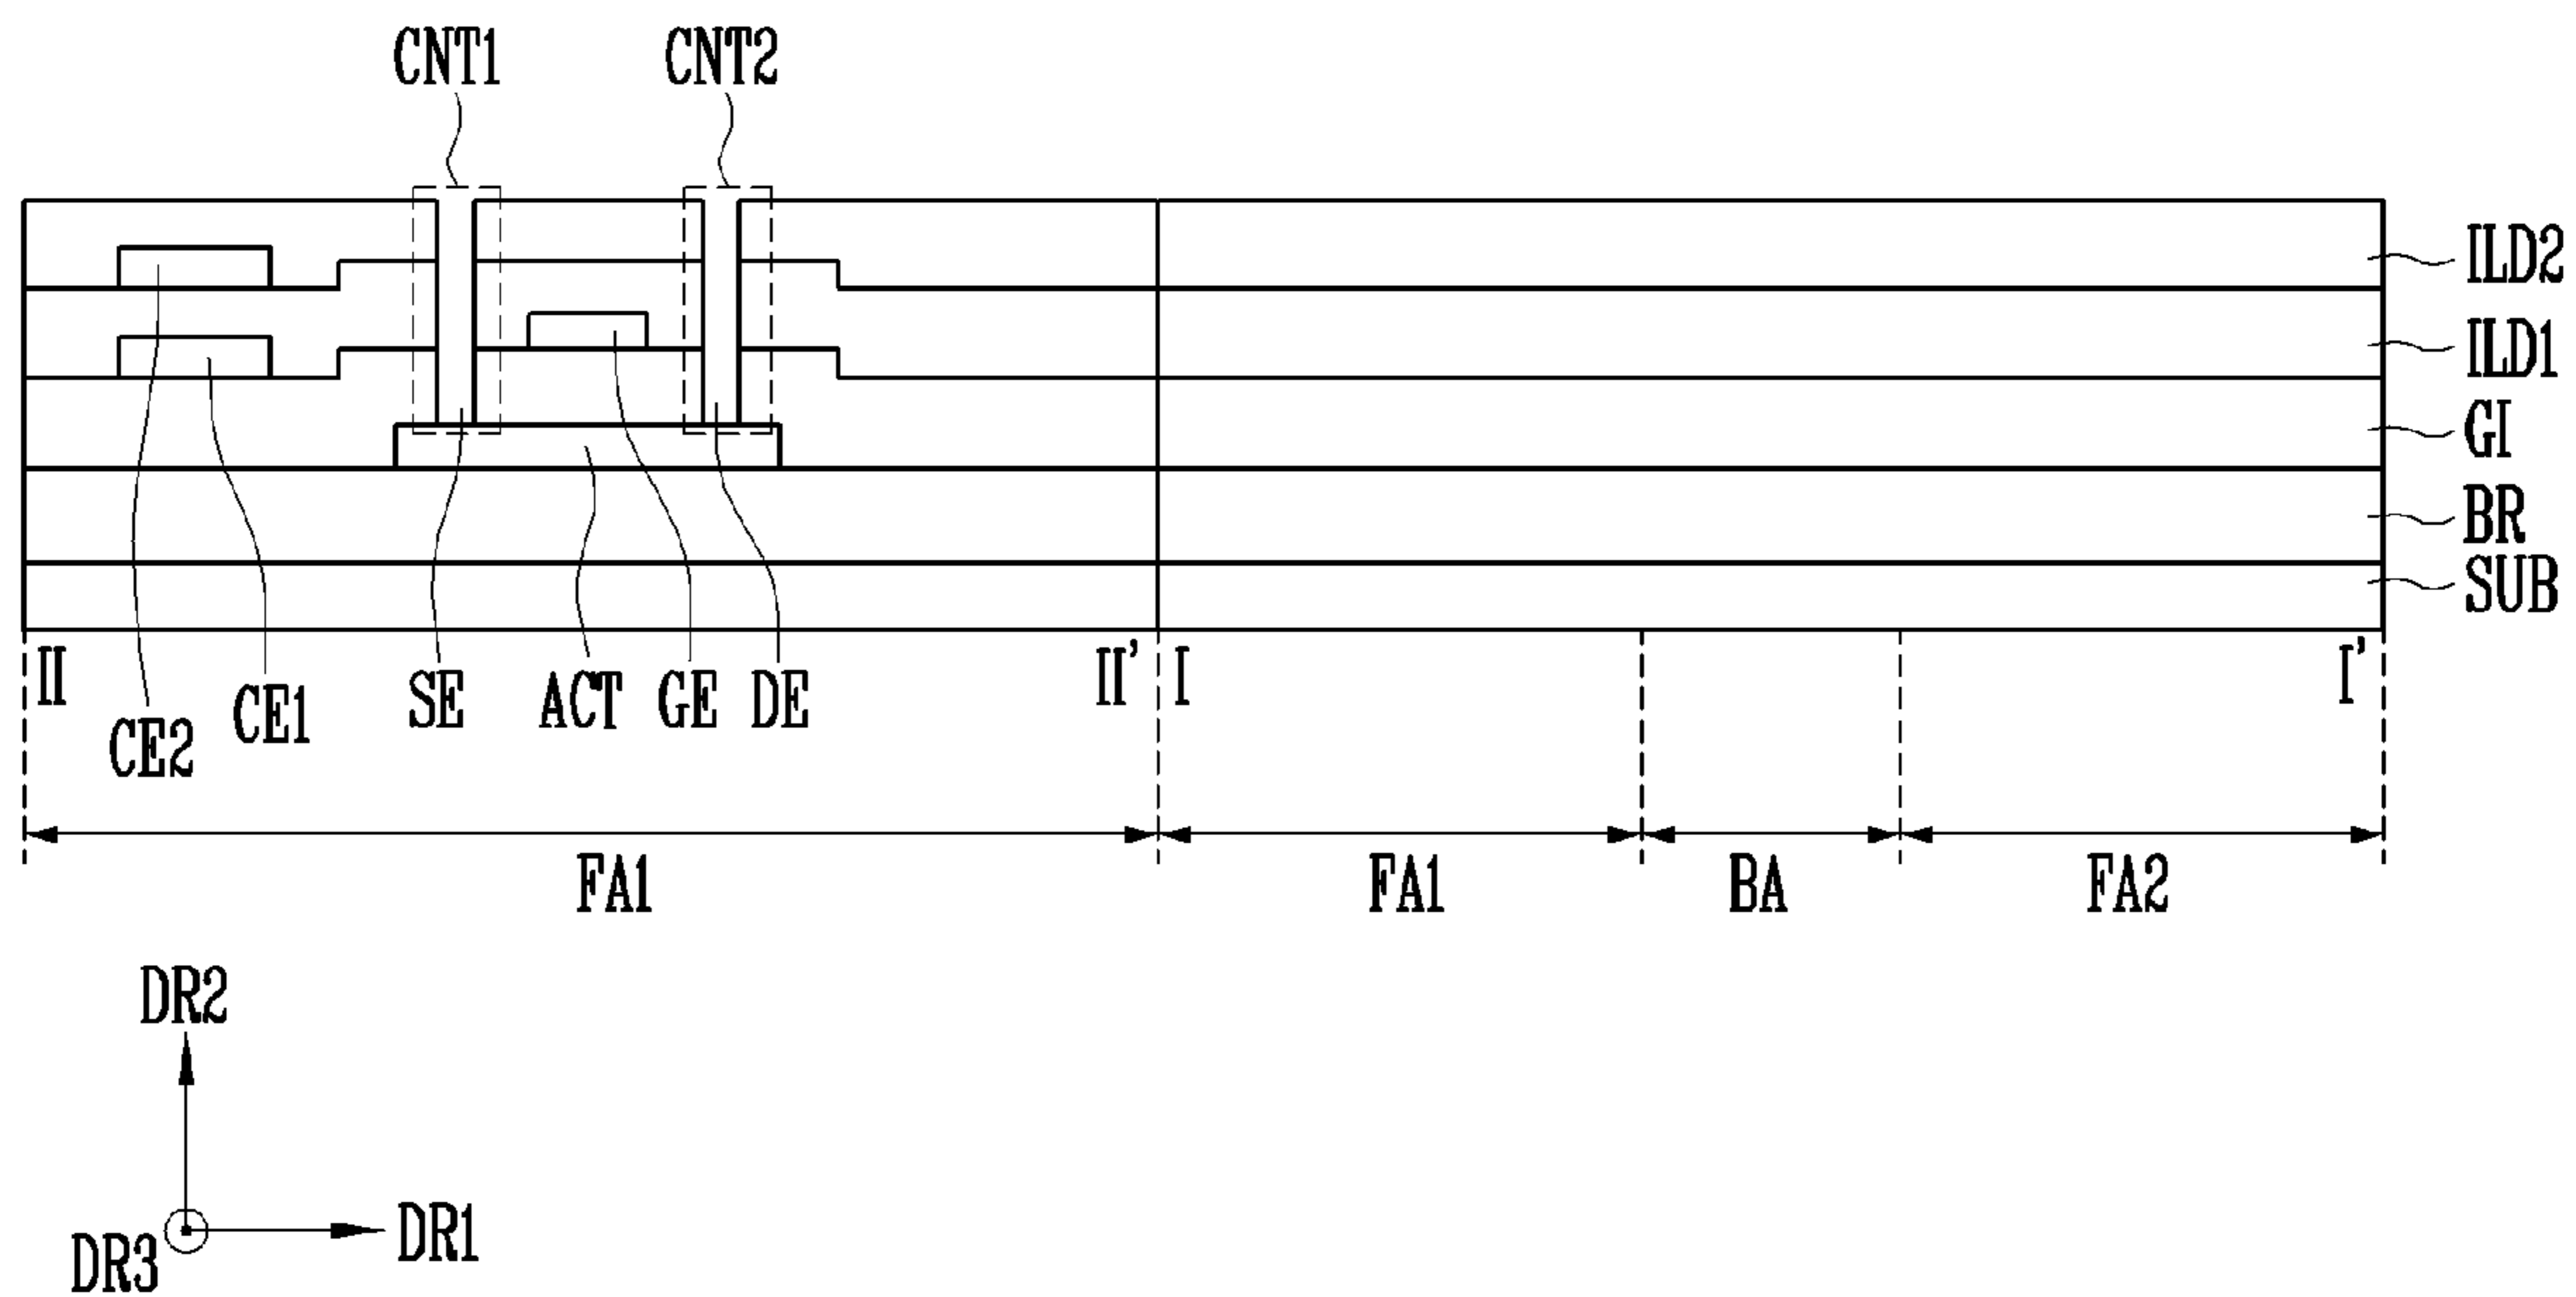 CNT1 CNT2
ILD2
ILD1
GI
BR
SUB
II II' I I'
CE2 CE1 SE ACT GE DE
FA1 FA1 BA FA2
DR2
DR3 DR1